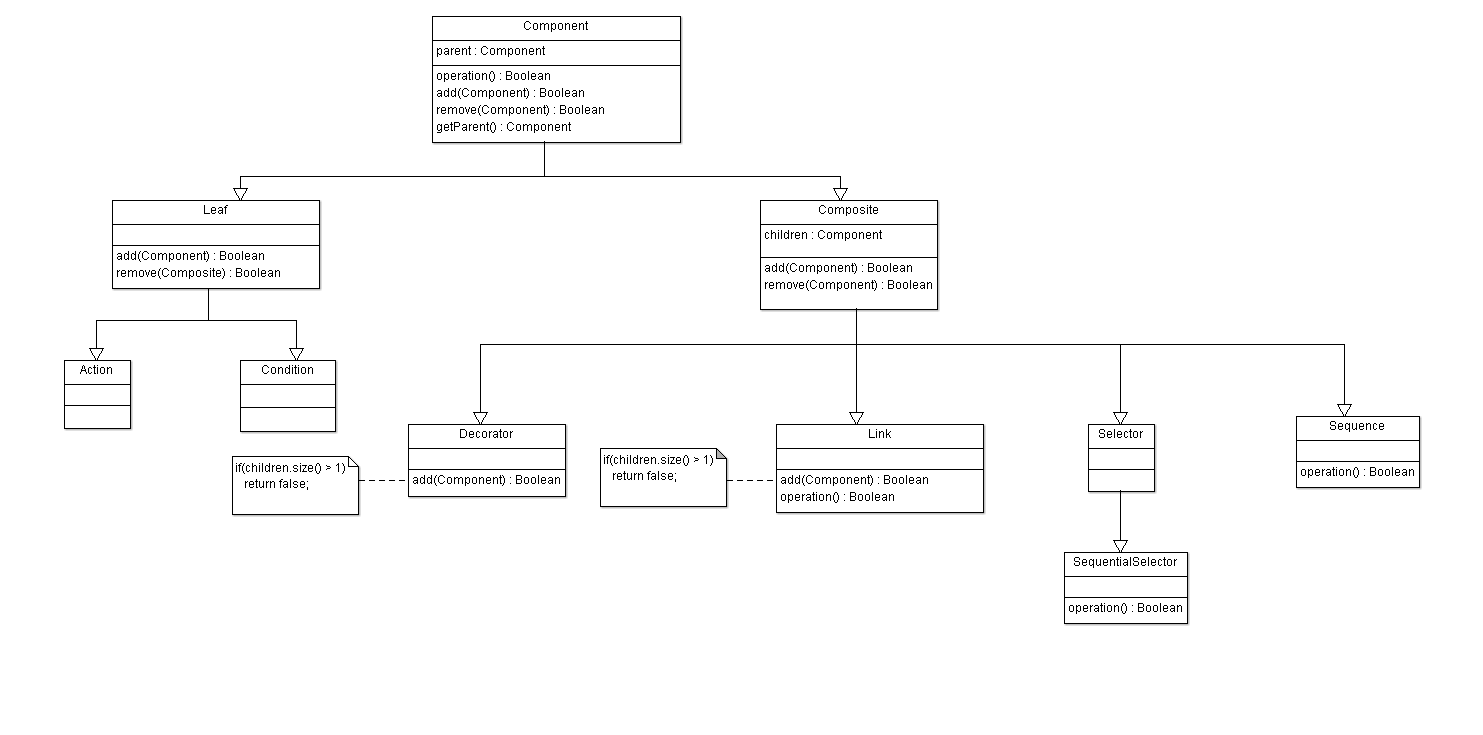 Component
parent : Component
operation() : Boolean
add(Component) : Boolean
remove(Component) : Boolean
getParent() : Component
Leaf
add(Component) : Boolean
remove(Composite) : Boolean
Composite
children : Component
add(Component) : Boolean
remove(Component) : Boolean
Action
Condition
if(children.size() > 1)
return false;
Decorator
add(Component) : Boolean
if(children.size() > 1)
return false;
Link
add(Component) : Boolean
operation() : Boolean
Selector
Sequence
operation() : Boolean
SequentialSelector
operation() : Boolean